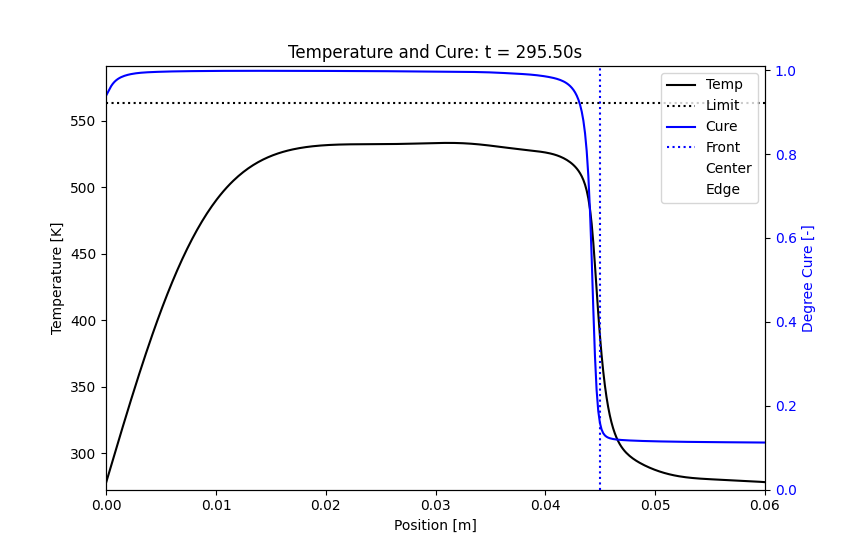 Temperature and Cure: t = 295.50s
Temp
Limit
Cure
Front
Center
Edge
Temperature [K]
550
500
450
400
350
300
1.0
0.8
0.6
0.4
0.2
0.0
Degree Cure [-]
0.00 0.01 0.02 0.03 0.04 0.05 0.06
Position [m]